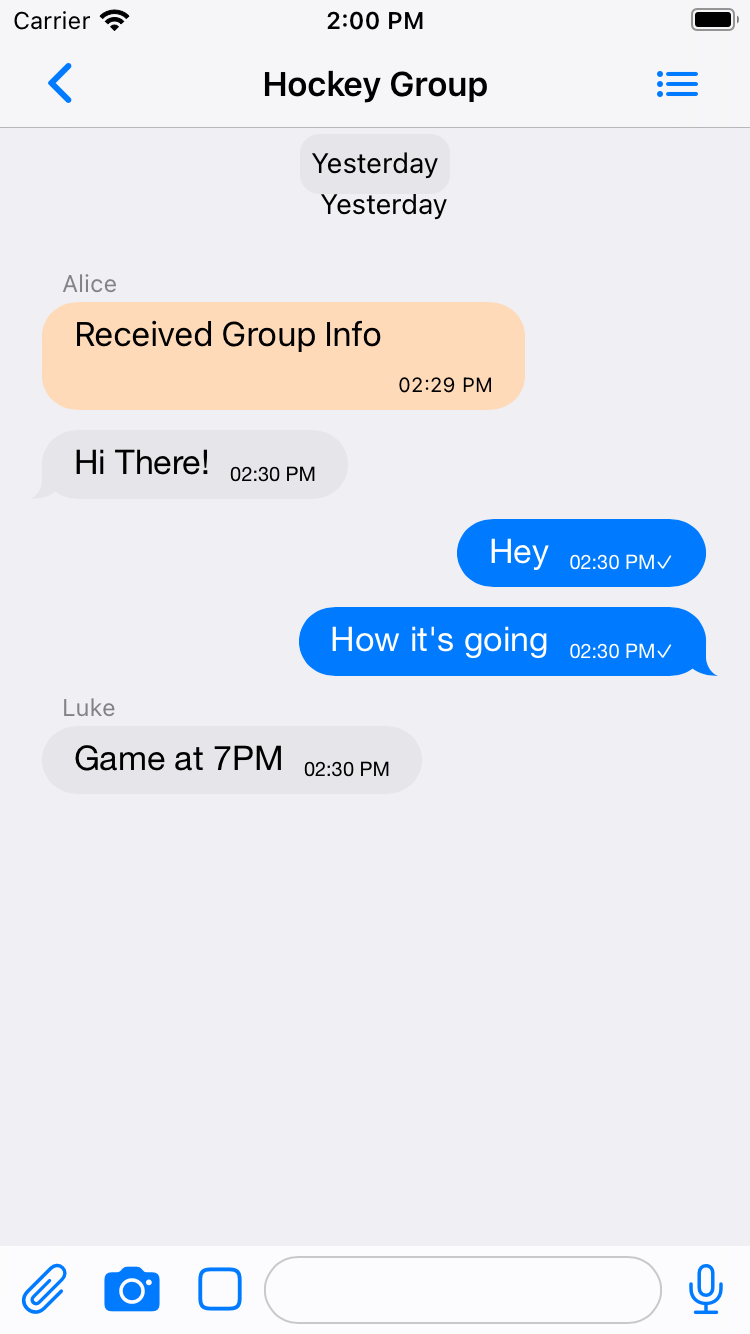 Carrier 2:00 PM
Hockey Group
Yesterday
Yesterday
Alice
Received Group Info
02:29 PM
Hi There! 02:30 PM
Hey 02:30 PM✓
How it's going 02:30 PM✓
Luke
Game at 7PM 02:30 PM